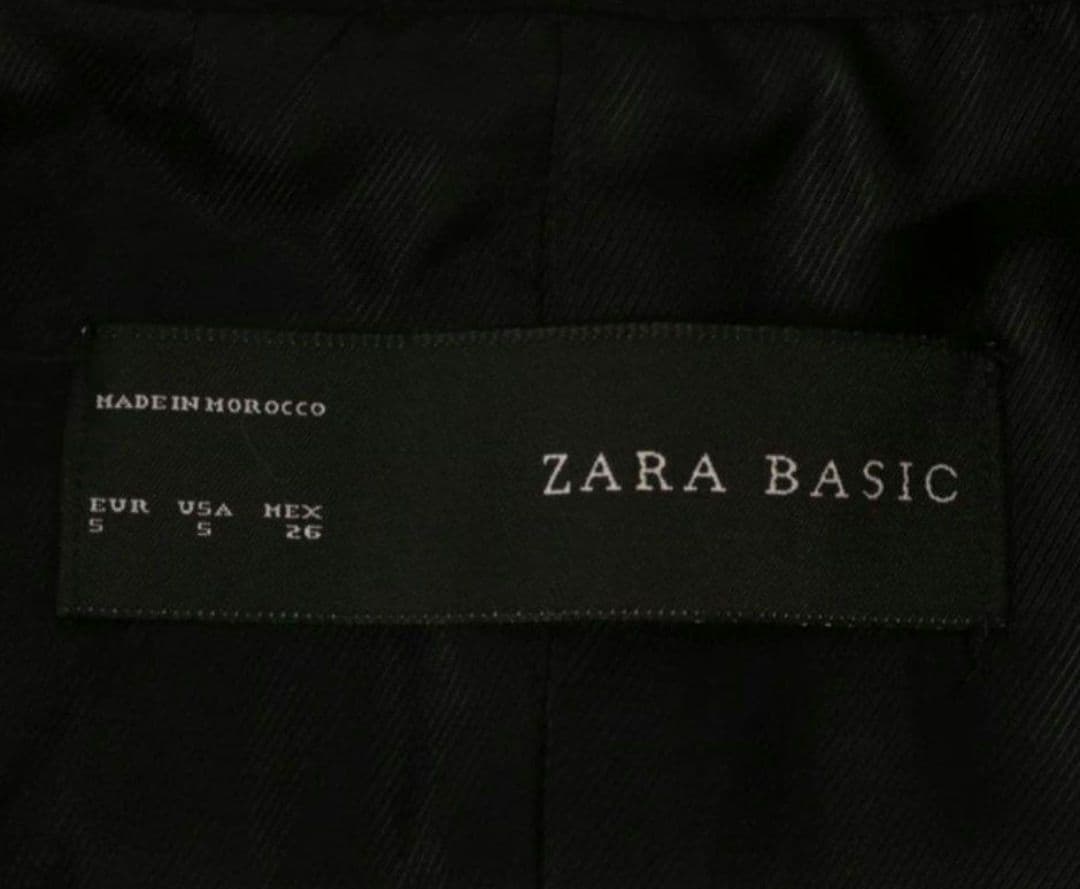 MADE IN MOROCCO
ZARA BASIC
EUR USA MEX
S S 26